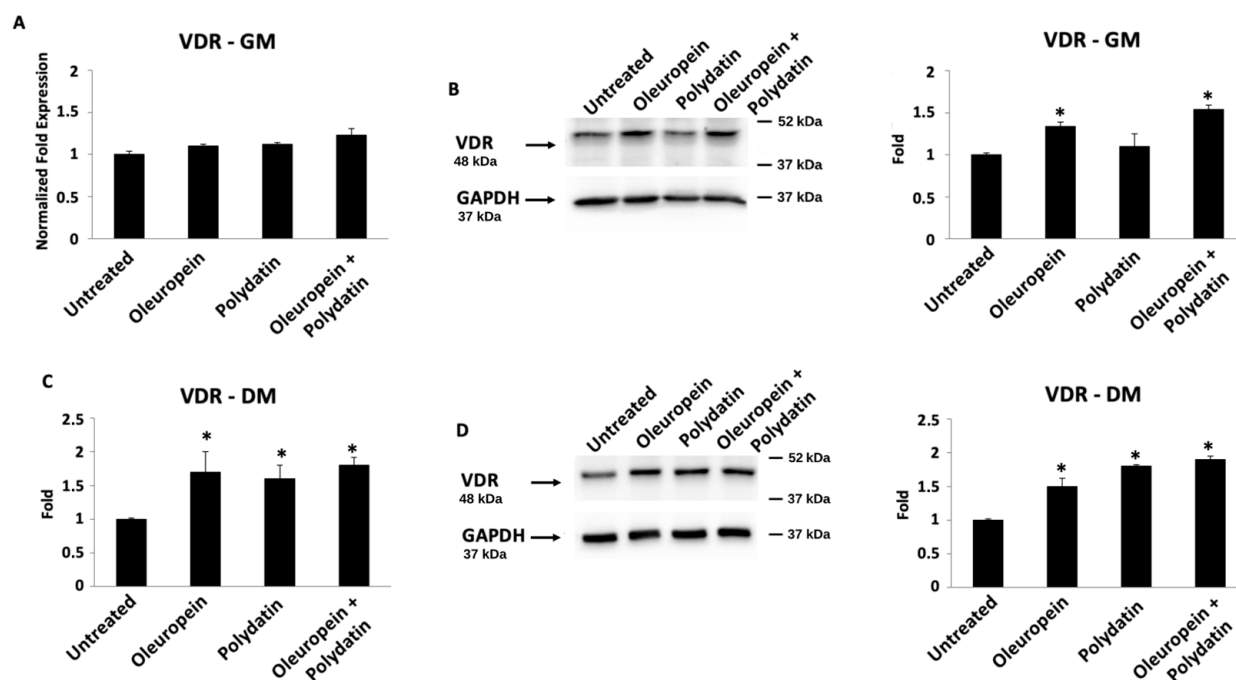 A
VDR - GM
Normalized Fold Expression
2
1.5
1
0.5
0
Untreated
Oleuropein
Polydatin
Oleuropein +
Polydatin
B
Untreated
Oleuropein
Polydatin
Oleuropein +
Polydatin
VDR
48 kDa
GAPDH
37 kDa
52 kDa
37 kDa
37 kDa
VDR - GM
Fold
2
1.5
1
0.5
0
*
*
Untreated
Oleuropein
Polydatin
Oleuropein +
Polydatin
C
VDR - DM
Fold
2.5
2
1.5
1
0.5
0
*
*
*
Untreated
Oleuropein
Polydatin
Oleuropein +
Polydatin
D
Untreated
Oleuropein
Polydatin
Oleuropein +
Polydatin
VDR
48 kDa
GAPDH
37 kDa
52 kDa
37 kDa
37 kDa
VDR - DM
Fold
2.5
2
1.5
1
0.5
0
*
*
*
Untreated
Oleuropein
Polydatin
Oleuropein +
Polydatin